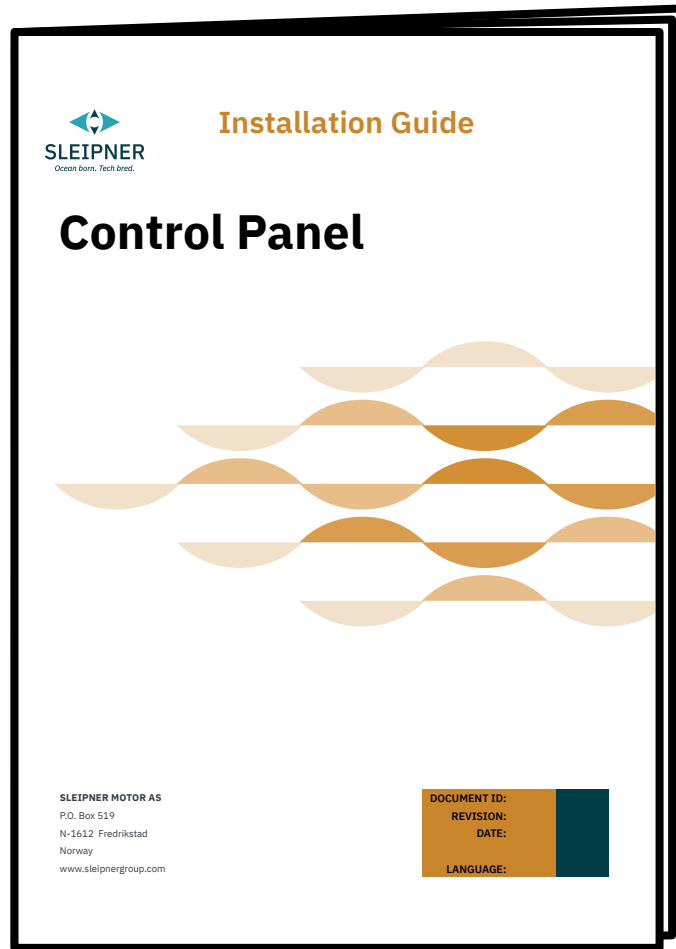 Installation Guide
SLEIPNER
Ocean born. Tech bred.
Control Panel
SLEIPNER MOTOR AS
P.O. Box 519
N-1612 Fredrikstad
Norway
www.sleipnergroup.com
DOCUMENT ID:
REVISION:
DATE:
LANGUAGE: